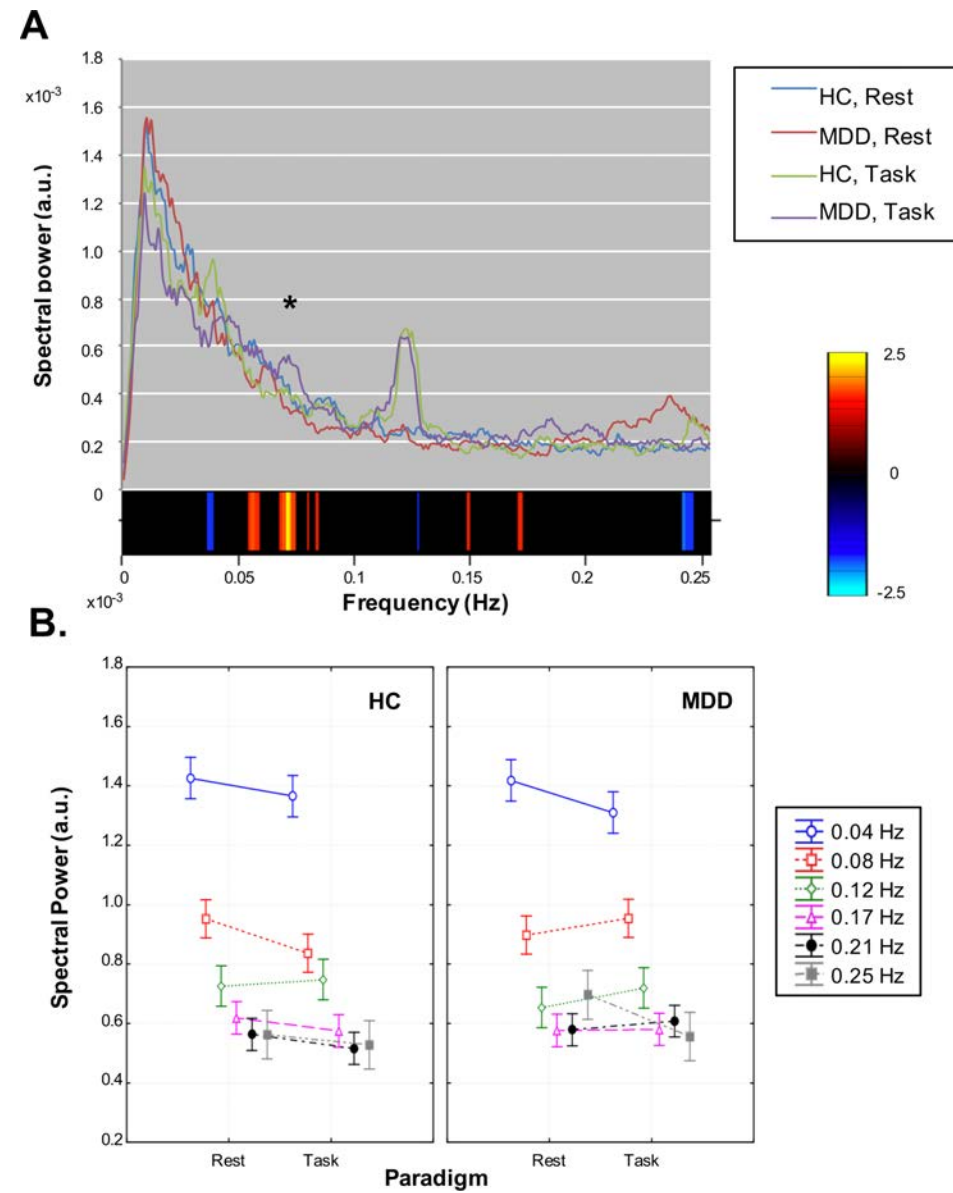 A
1.8
x10-3
1.6
1.4
1.2
1.0
0.8
0.6
0.4
0.2
0
Spectral power (a.u.)
*
HC, Rest
MDD, Rest
HC, Task
MDD, Task
2.5
0
-2.5
0
0.05
0.1
0.15
0.2
0.25
x10-3
Frequency (Hz)
B.
1.8
1.6
1.4
1.2
1.0
0.8
0.6
0.4
0.2
Spectral Power (a.u.)
HC
MDD
0.04 Hz
0.08 Hz
0.12 Hz
0.17 Hz
0.21 Hz
0.25 Hz
Rest
Task
Rest
Task
Paradigm